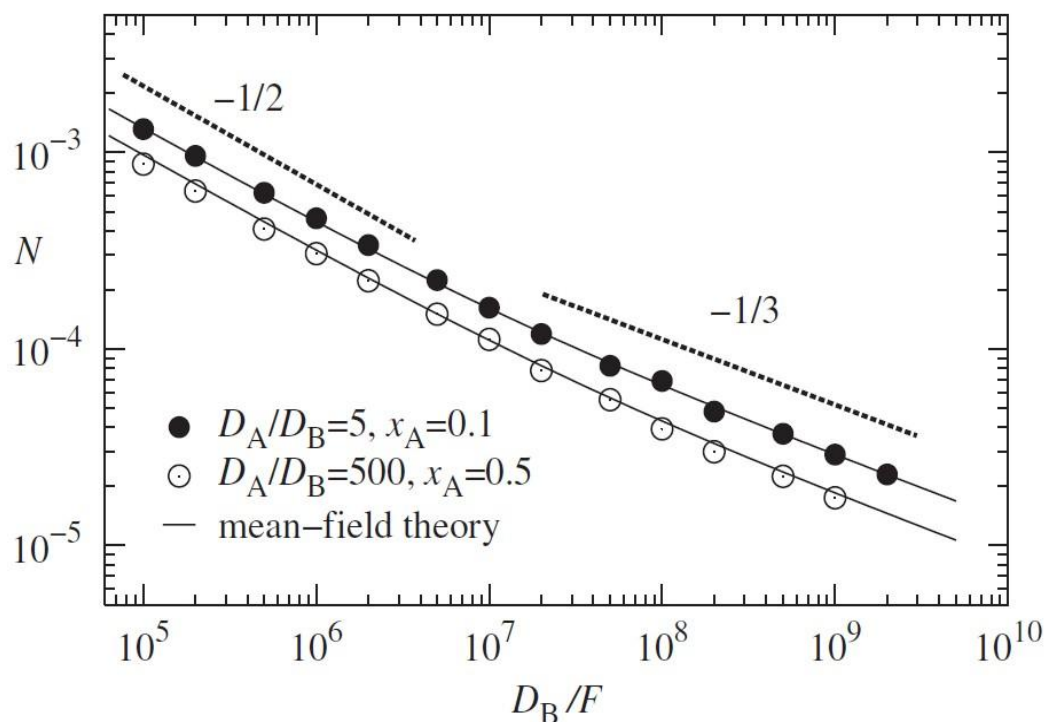 10⁻³
10⁻⁴
10⁻⁵
N
−1/2
−1/3
D_A/D_B=5, x_A=0.1
D_A/D_B=500, x_A=0.5
mean−field theory
10⁵ 10⁶ 10⁷ 10⁸ 10⁹ 10¹⁰
D_B/F